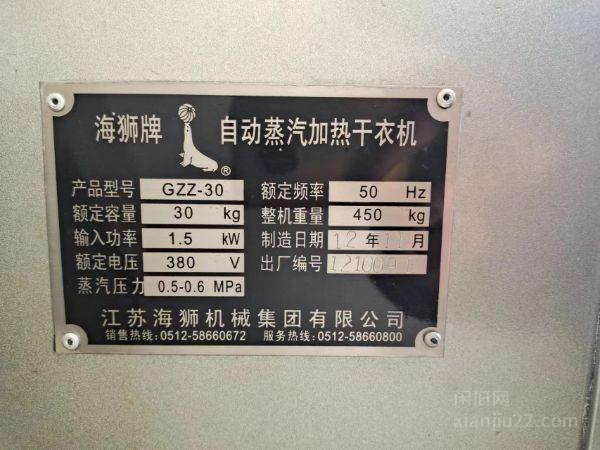 海狮牌 ® 自动蒸汽加热干衣机
产品型号 GZZ-30 额定频率 50 Hz
额定容量 30 kg 整机重量 450 kg
输入功率 1.5 kW 制造日期 12 年 月
额定电压 380 V 出厂编号
蒸汽压力 0.5-0.6 MPa
江苏海狮机械集团有限公司
销售热线:0512-58660672 服务热线:0512-58660800
闲旧网
xianjiu22.com